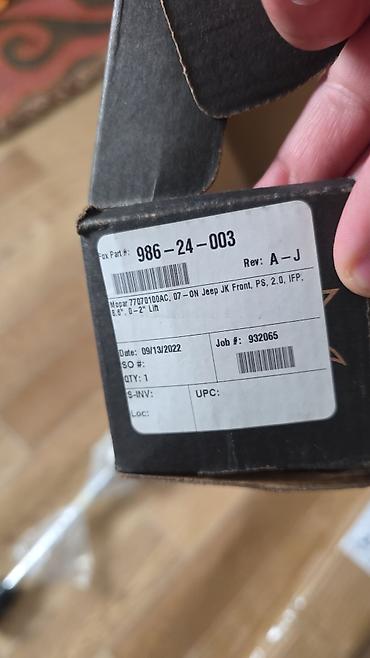 Fox Part#: 986-24-003
Rev: A-J
Mopar 77070100AC, 07-ON Jeep JK Front, PS, 2.0, IFP,
6.6", 0-2" Lift
Date: 09/13/2022
Job #: 932065
SO #:
QTY: 1
S-INV:
UPC:
Loc: